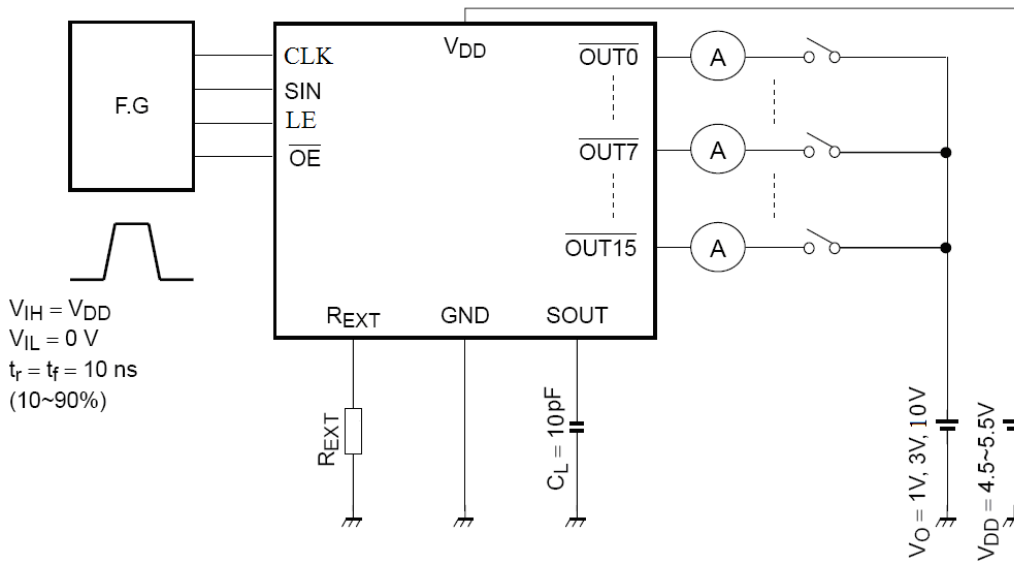 F.G
CLK
SIN
LE
OE
VDD
OUT0
OUT7
OUT15
A
A
A
VIH = VDD
VIL = 0 V
tr = tf = 10 ns
(10~90%)
REXT
GND
SOUT
REXT
CL = 10pF
VO = 1V, 3V, 10V
VDD = 4.5~5.5V